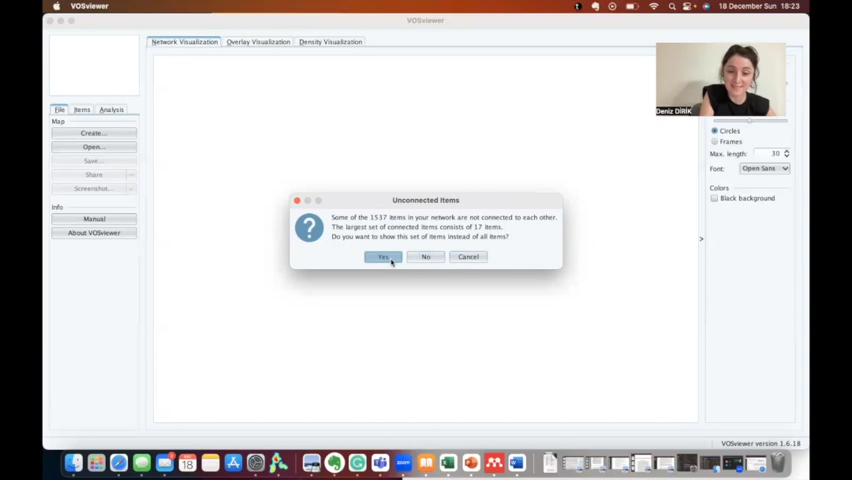 VOSviewer
18 December Sun 18:23
VOSviewer
Network Visualization Overlay Visualization Density Visualization
Deniz DİRİK
File Items Analysis
Map
Create...
Open...
Save...
Share
Screenshot...
Info
Manual
About VOSviewer
Unconnected Items
Some of the 1537 items in your network are not connected to each other.
The largest set of connected items consists of 17 items.
Do you want to show this set of items instead of all items?
Yes No Cancel
Circles
Frames
Max. length: 30
Font: Open Sans
Colors
Black background
>
VOSviewer version 1.6.18
18
zoom